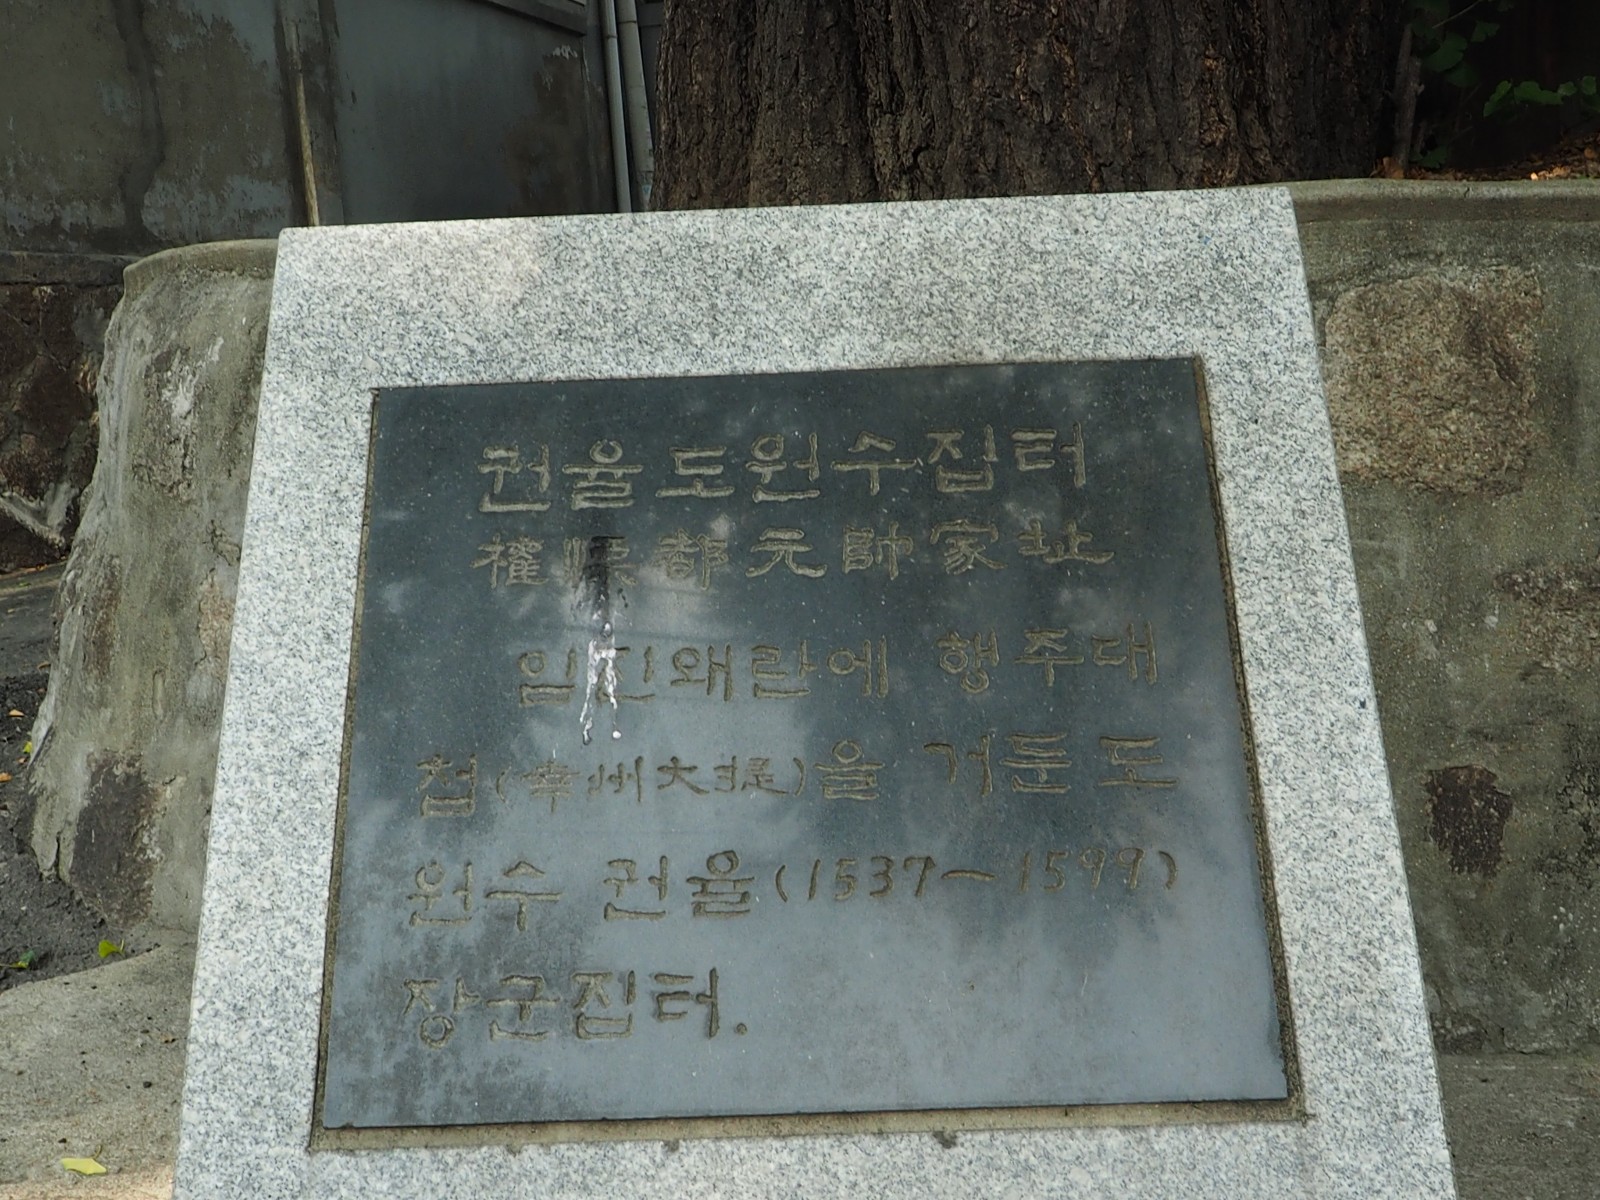 권율도원수집터
權慄都元帥家址
임진왜란에 행주대
첩(幸州大捷)을 거둔 도
원수 권율(1537~1599)
장군집터.